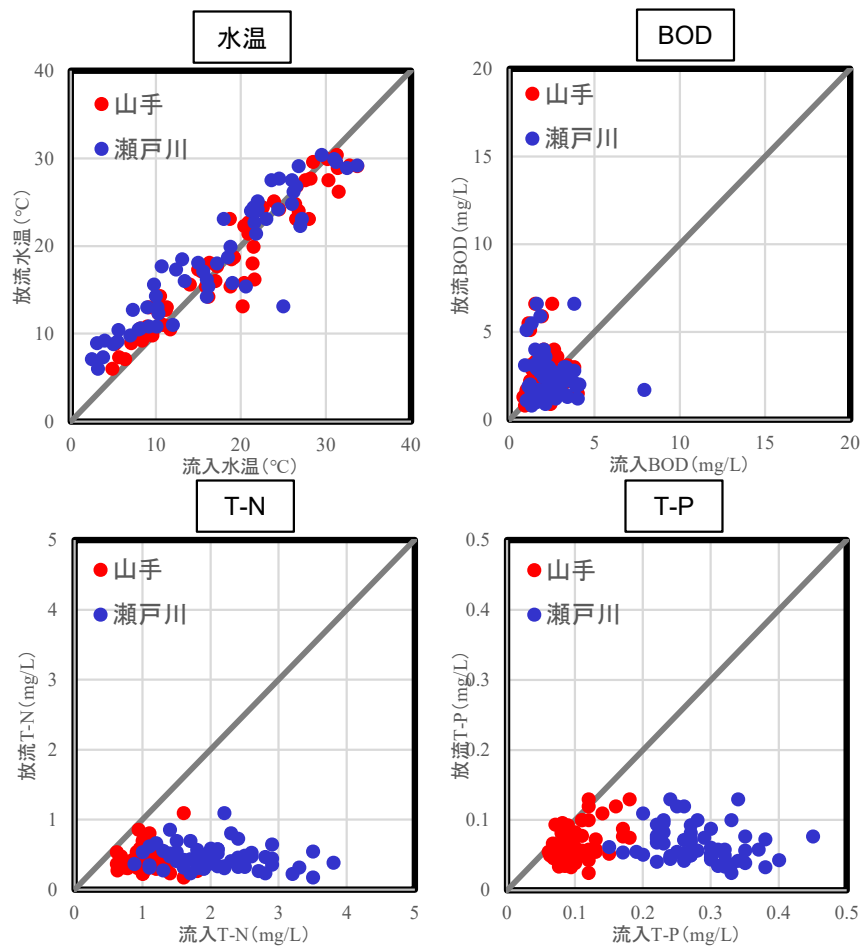 水温
40
30
20
10
0
山手
瀬戸川
放流水温(℃)
0
10
20
30
40
流入水温(℃)
BOD
20
15
10
5
0
山手
瀬戸川
放流BOD(mg/L)
0
5
10
15
20
流入BOD(mg/L)
T-N
5
4
3
2
1
0
山手
瀬戸川
放流T-N(mg/L)
0
1
2
3
4
5
流入T-N(mg/L)
T-P
0.5
0.4
0.3
0.2
0.1
0
山手
瀬戸川
放流T-P(mg/L)
0
0.1
0.2
0.3
0.4
0.5
流入T-P(mg/L)